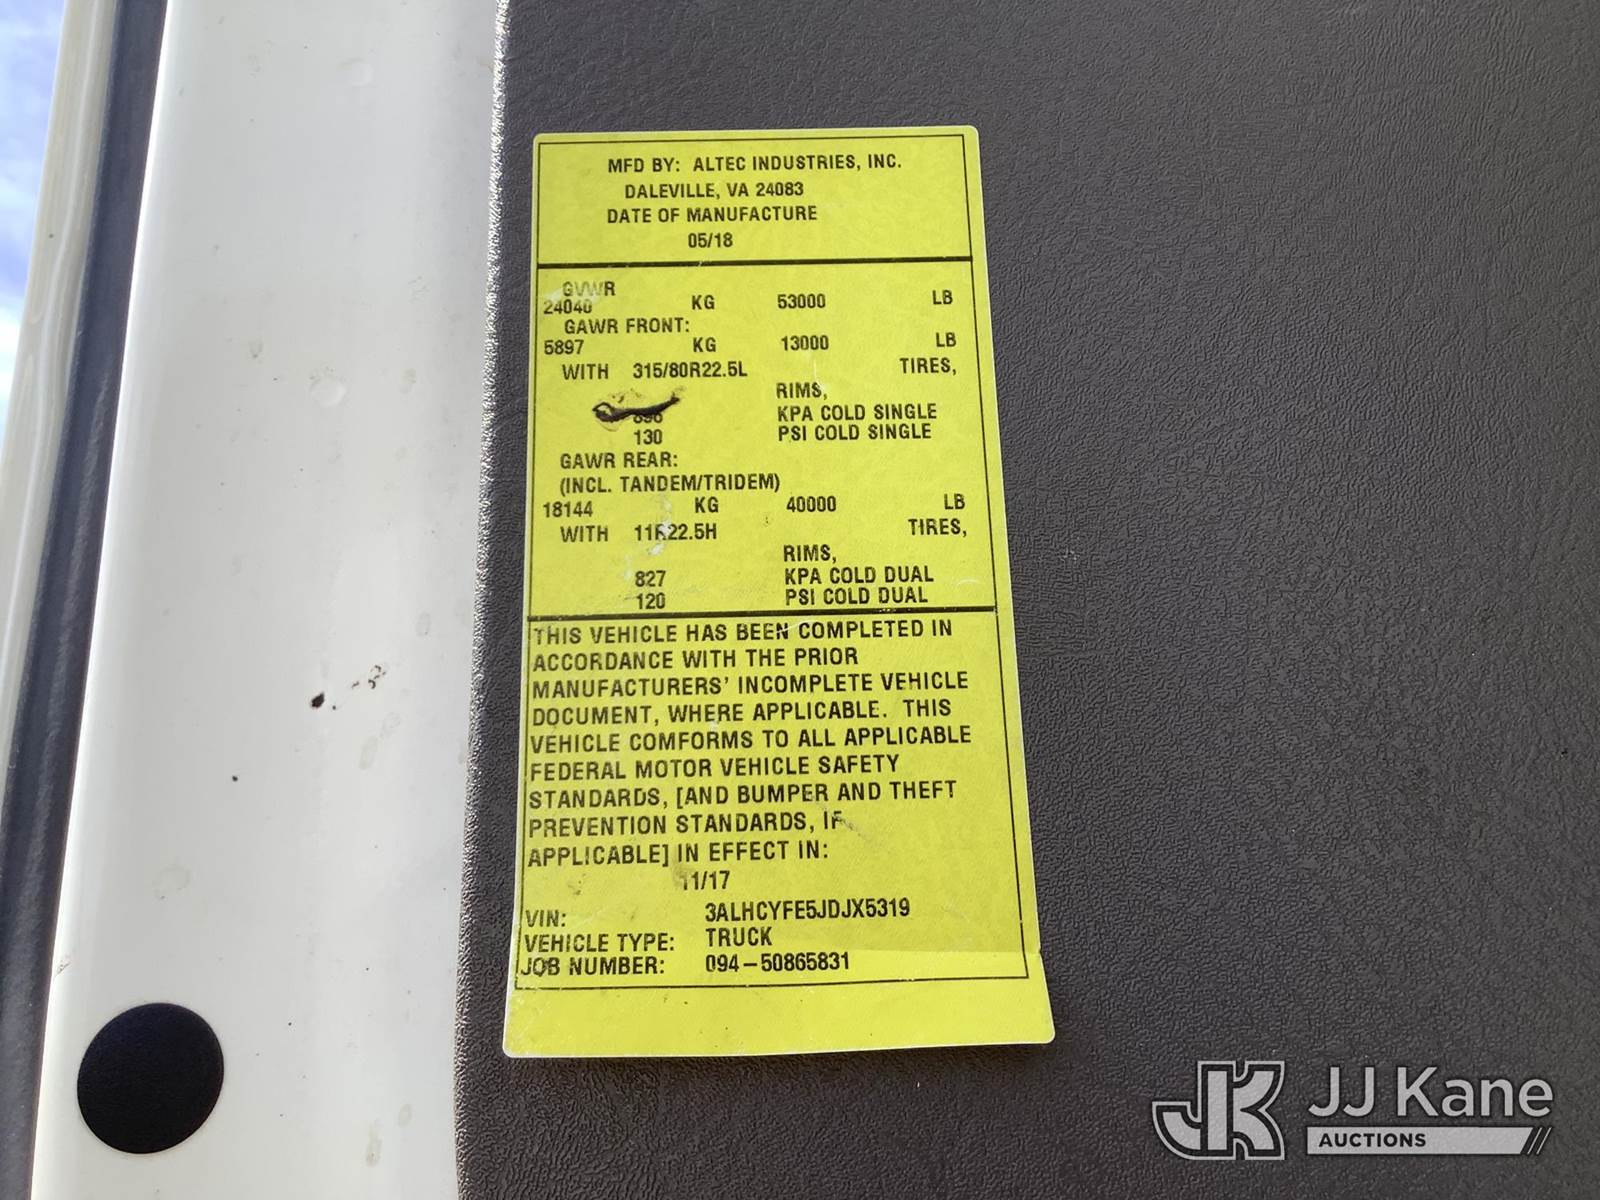 MFD BY: ALTEC INDUSTRIES, INC.
DALEVILLE, VA 24083
DATE OF MANUFACTURE
05/18
GVWR
24040 KG 53000 LB
GAWR FRONT:
5897 KG 13000 LB
WITH 315/80R22.5L TIRES,
RIMS,
KPA COLD SINGLE
130 PSI COLD SINGLE
GAWR REAR:
(INCL. TANDEM/TRIDEM)
18144 KG 40000 LB
WITH 11R22.5H TIRES,
RIMS,
827 KPA COLD DUAL
120 PSI COLD DUAL
THIS VEHICLE HAS BEEN COMPLETED IN
ACCORDANCE WITH THE PRIOR
MANUFACTURERS' INCOMPLETE VEHICLE
DOCUMENT, WHERE APPLICABLE. THIS
VEHICLE COMFORMS TO ALL APPLICABLE
FEDERAL MOTOR VEHICLE SAFETY
STANDARDS, [AND BUMPER AND THEFT
PREVENTION STANDARDS, IF
APPLICABLE] IN EFFECT IN:
11/17
VIN: 3ALHCYFE5JDJX5319
VEHICLE TYPE: TRUCK
JOB NUMBER: 094-50865831
JK JJ Kane
AUCTIONS